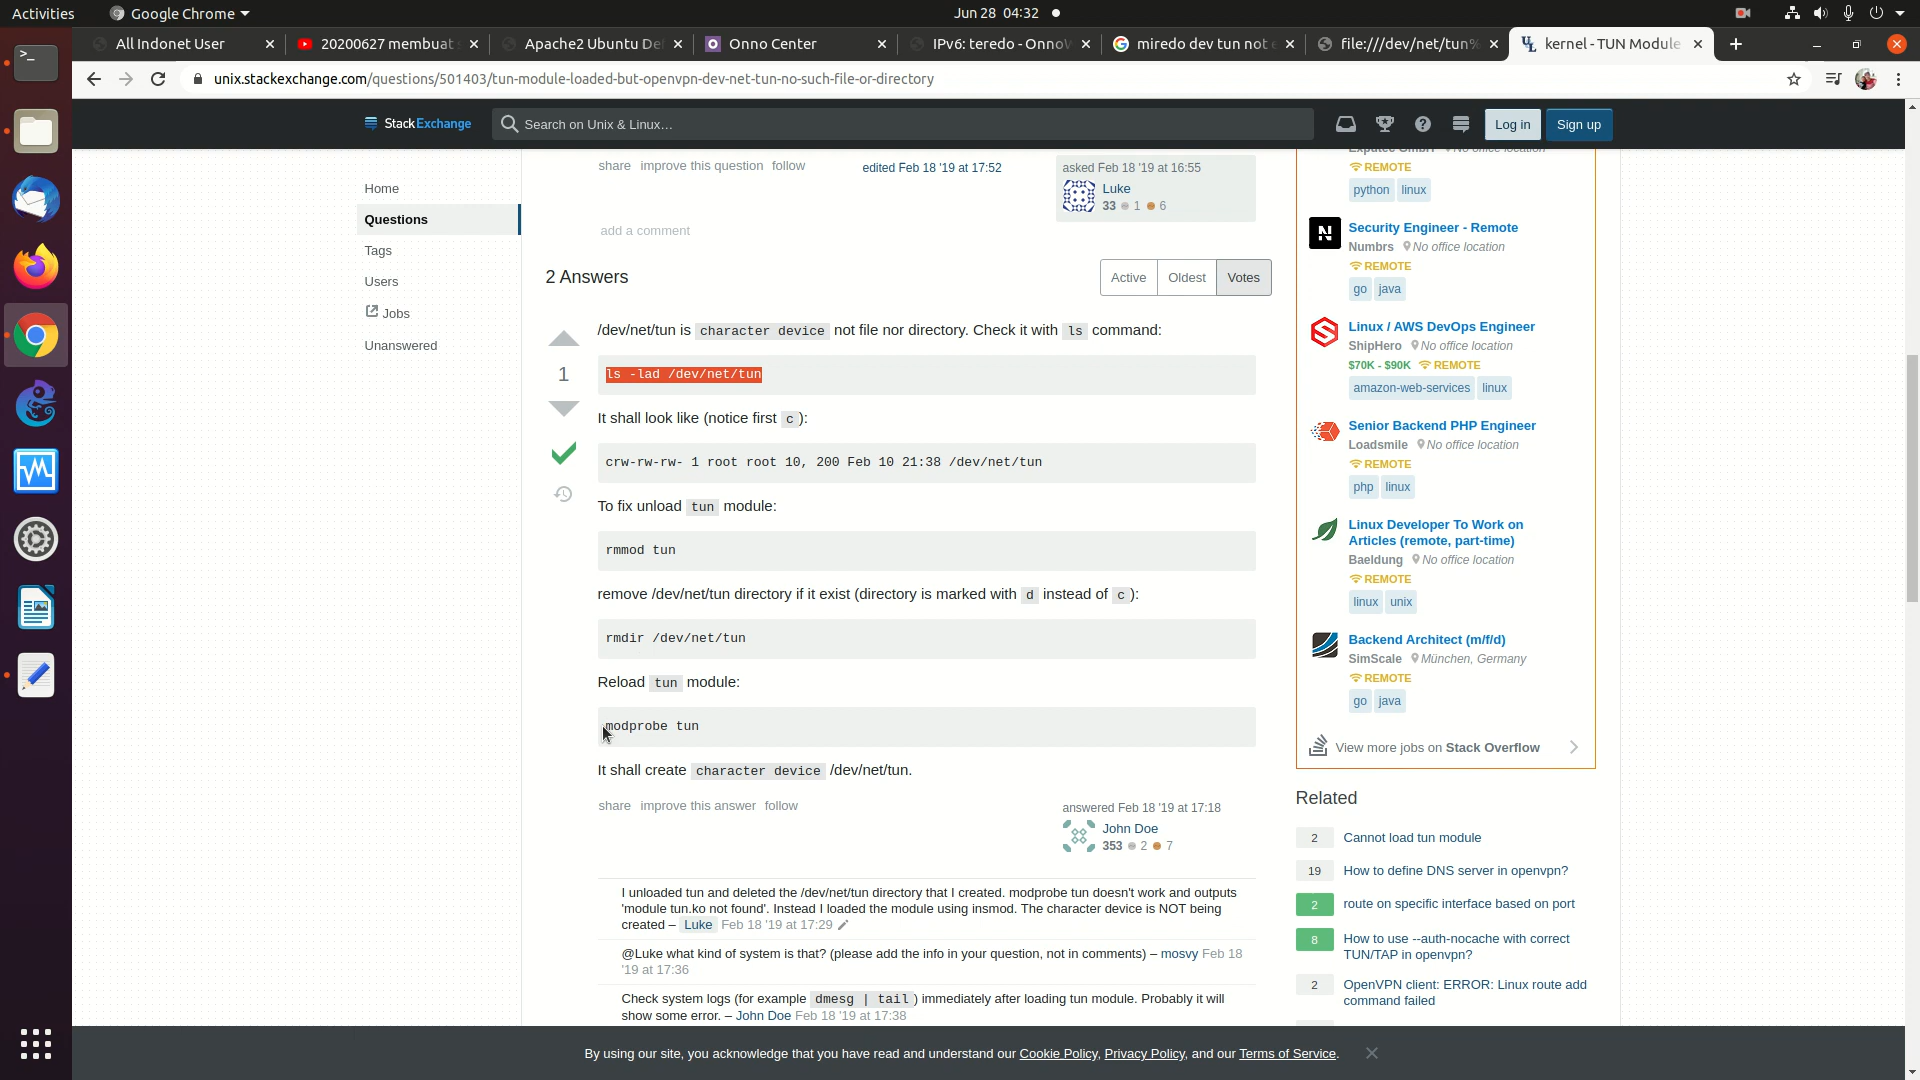 Activities
Google Chrome
Jun 28 04:32
All Indonet User
20200627 membuat
Apache2 Ubuntu De
Onno Center
IPv6: teredo - OnnoW
miredo dev tun not e
file:///dev/net/tun%
kernel - TUN Module
unix.stackexchange.com/questions/501403/tun-module-loaded-but-openvpn-dev-net-tun-no-such-file-or-directory
StackExchange
Search on Unix & Linux…
Log in
Sign up
Home
Questions
Tags
Users
Jobs
Unanswered
share improve this question follow
edited Feb 18 '19 at 17:52
asked Feb 18 '19 at 16:55
Luke
33 1 6
add a comment
2 Answers
Active
Oldest
Votes
1
/dev/net/tun is character device not file nor directory. Check it with ls command:
ls -lad /dev/net/tun
It shall look like (notice first c ):
crw-rw-rw- 1 root root 10, 200 Feb 10 21:38 /dev/net/tun
To fix unload tun module:
rmmod tun
remove /dev/net/tun directory if it exist (directory is marked with d instead of c ):
rmdir /dev/net/tun
Reload tun module:
modprobe tun
It shall create character device /dev/net/tun.
share improve this answer follow
answered Feb 18 '19 at 17:18
John Doe
353 2 7
I unloaded tun and deleted the /dev/net/tun directory that I created. modprobe tun doesn't work and outputs
'module tun.ko not found'. Instead I loaded the module using insmod. The character device is NOT being
created – Luke Feb 18 '19 at 17:29
@Luke what kind of system is that? (please add the info in your question, not in comments) – mosvy Feb 18
'19 at 17:36
Check system logs (for example dmesg | tail ) immediately after loading tun module. Probably it will
show some error. – John Doe Feb 18 '19 at 17:38
Exputec GmbH No office location
REMOTE
python linux
Security Engineer - Remote
Numbrs No office location
REMOTE
go java
Linux / AWS DevOps Engineer
ShipHero No office location
$70K - $90K REMOTE
amazon-web-services linux
Senior Backend PHP Engineer
Loadsmile No office location
REMOTE
php linux
Linux Developer To Work on
Articles (remote, part-time)
Baeldung No office location
REMOTE
linux unix
Backend Architect (m/f/d)
SimScale München, Germany
REMOTE
go java
View more jobs on Stack Overflow
Related
2 Cannot load tun module
19 How to define DNS server in openvpn?
2 route on specific interface based on port
8 How to use --auth-nocache with correct
TUN/TAP in openvpn?
2 OpenVPN client: ERROR: Linux route add
command failed
By using our site, you acknowledge that you have read and understand our Cookie Policy, Privacy Policy, and our Terms of Service.